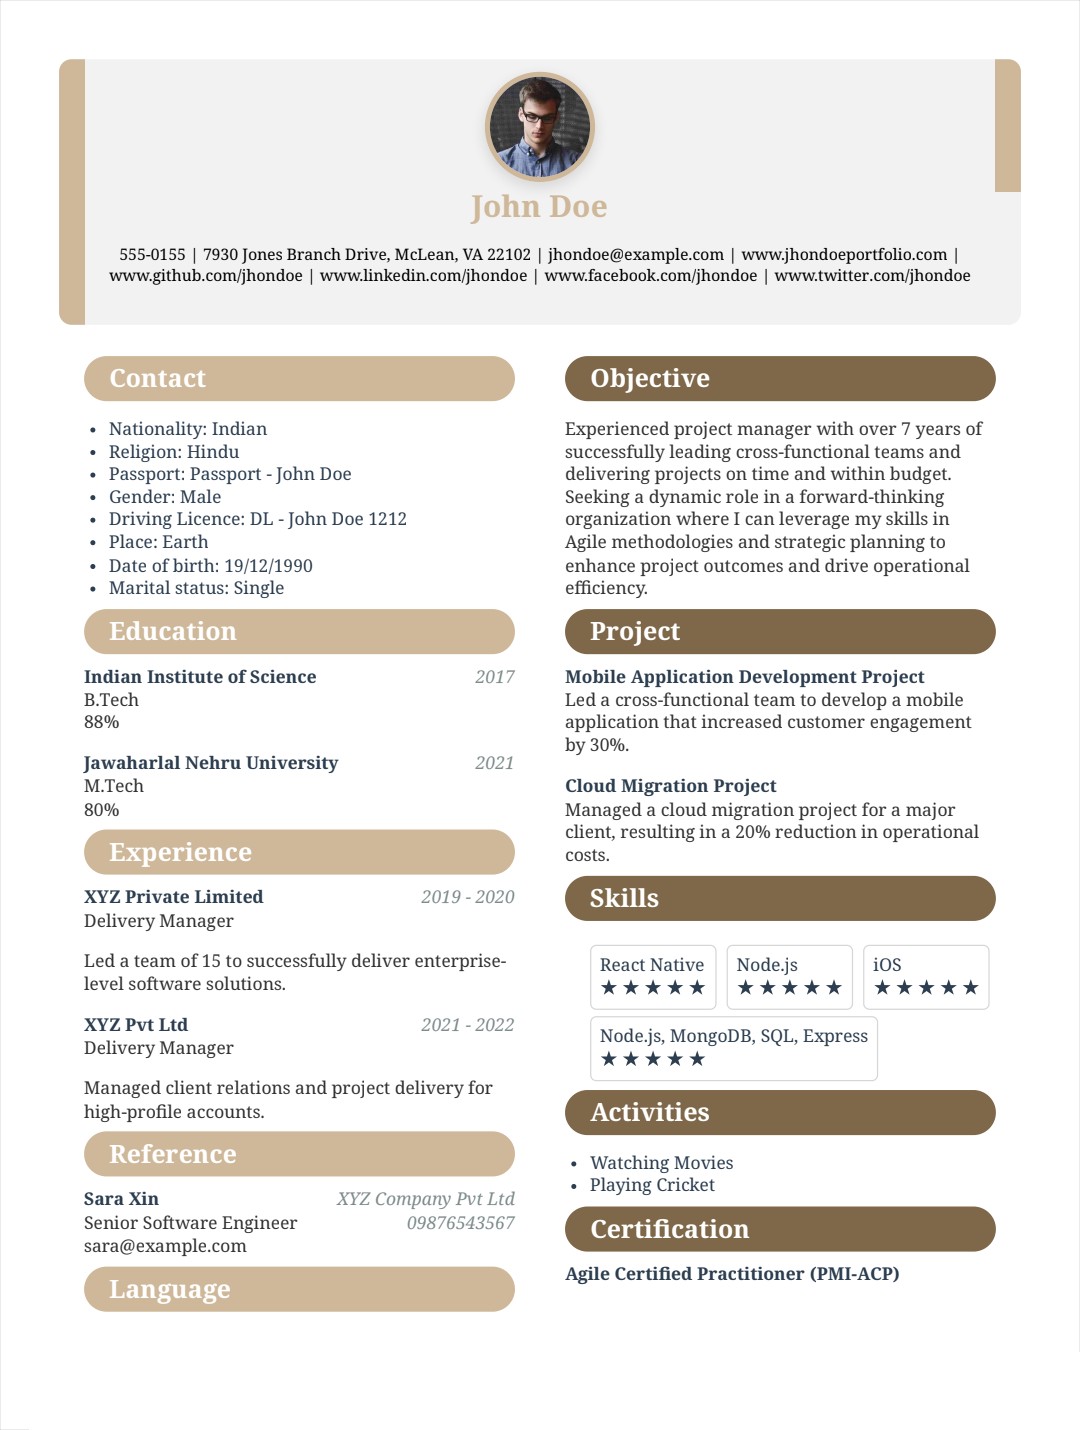 John Doe
555-0155 | 7930 Jones Branch Drive, McLean, VA 22102 | jhondoe@example.com | www.jhondoeportfolio.com |
www.github.com/jhondoe | www.linkedin.com/jhondoe | www.facebook.com/jhondoe | www.twitter.com/jhondoe
Contact
• Nationality: Indian
• Religion: Hindu
• Passport: Passport - John Doe
• Gender: Male
• Driving Licence: DL - John Doe 1212
• Place: Earth
• Date of birth: 19/12/1990
• Marital status: Single
Education
Indian Institute of Science 2017
B.Tech
88%
Jawaharlal Nehru University 2021
M.Tech
80%
Experience
XYZ Private Limited 2019 - 2020
Delivery Manager
Led a team of 15 to successfully deliver enterprise-
level software solutions.
XYZ Pvt Ltd 2021 - 2022
Delivery Manager
Managed client relations and project delivery for
high-profile accounts.
Reference
Sara Xin XYZ Company Pvt Ltd
Senior Software Engineer 09876543567
sara@example.com
Language
Objective
Experienced project manager with over 7 years of
successfully leading cross-functional teams and
delivering projects on time and within budget.
Seeking a dynamic role in a forward-thinking
organization where I can leverage my skills in
Agile methodologies and strategic planning to
enhance project outcomes and drive operational
efficiency.
Project
Mobile Application Development Project
Led a cross-functional team to develop a mobile
application that increased customer engagement
by 30%.
Cloud Migration Project
Managed a cloud migration project for a major
client, resulting in a 20% reduction in operational
costs.
Skills
React Native Node.js iOS
★★★★★ ★★★★★ ★★★★★
Node.js, MongoDB, SQL, Express
★★★★★
Activities
• Watching Movies
• Playing Cricket
Certification
Agile Certified Practitioner (PMI-ACP)